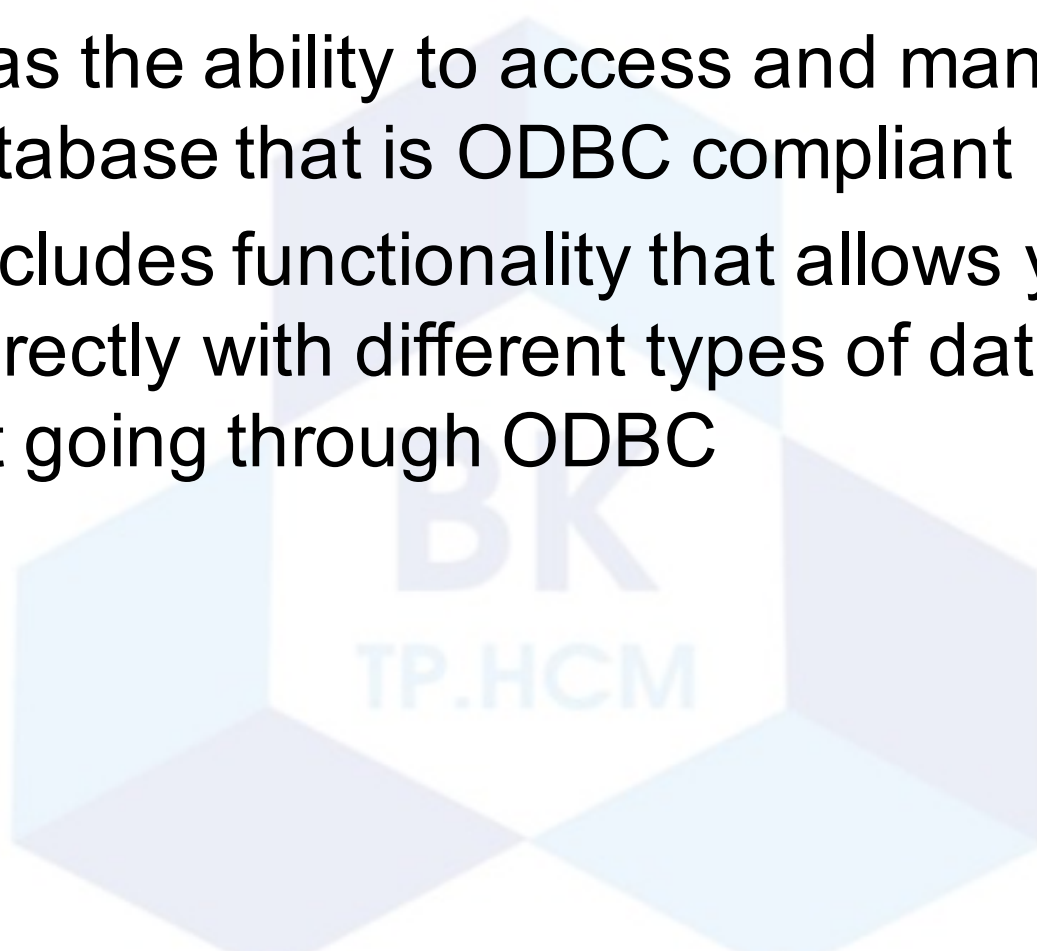 as the ability to access and man
tabase that is ODBC compliant
cludes functionality that allows y
rectly with different types of dat
t going through ODBC
BK
TP.HCM